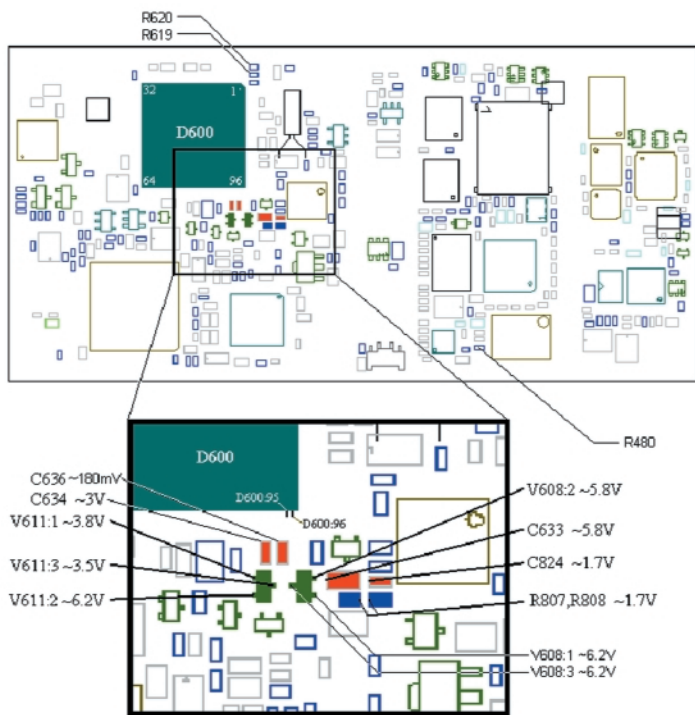 R620
R619
32
1
D600
64
96
R480
D600
D600:95
D600:96
C636 ~180mV
C634 ~3V
V611:1 ~3.8V
V611:3 ~3.5V
V611:2 ~6.2V
V608:2 ~5.8V
C633 ~5.8V
C824 ~1.7V
R807,R808 ~1.7V
V608:1 ~6.2V
V608:3 ~6.2V